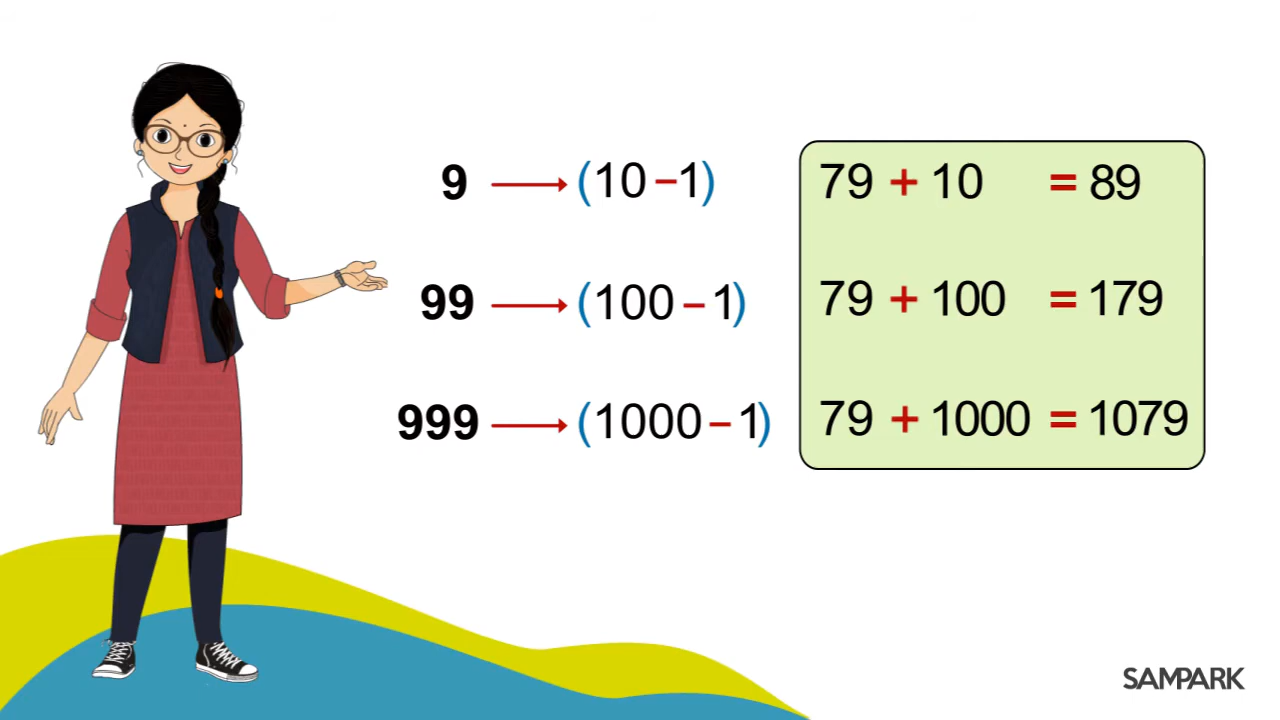 9 → (10 – 1) 79 + 10 = 89
99 → (100 – 1) 79 + 100 = 179
999 → (1000 – 1) 79 + 1000 = 1079
SAMPARK